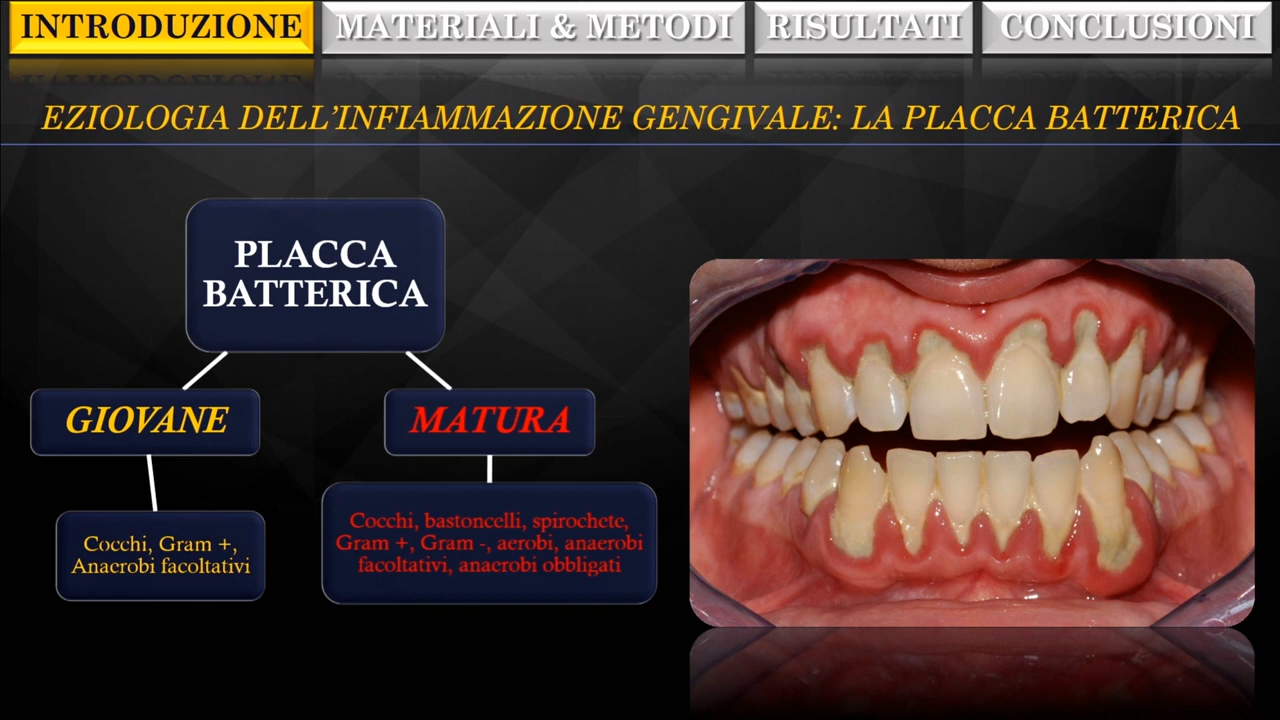 INTRODUZIONE MATERIALI & METODI RISULTATI CONCLUSIONI
EZIOLOGIA DELL'INFIAMMAZIONE GENGIVALE: LA PLACCA BATTERICA
PLACCA
BATTERICA
GIOVANE
MATURA
Cocchi, Gram +,
Anaerobi facoltativi
Cocchi, bastoncelli, spirochete,
Gram +, Gram -, aerobi, anaerobi
facoltativi, anaerobi obbligati